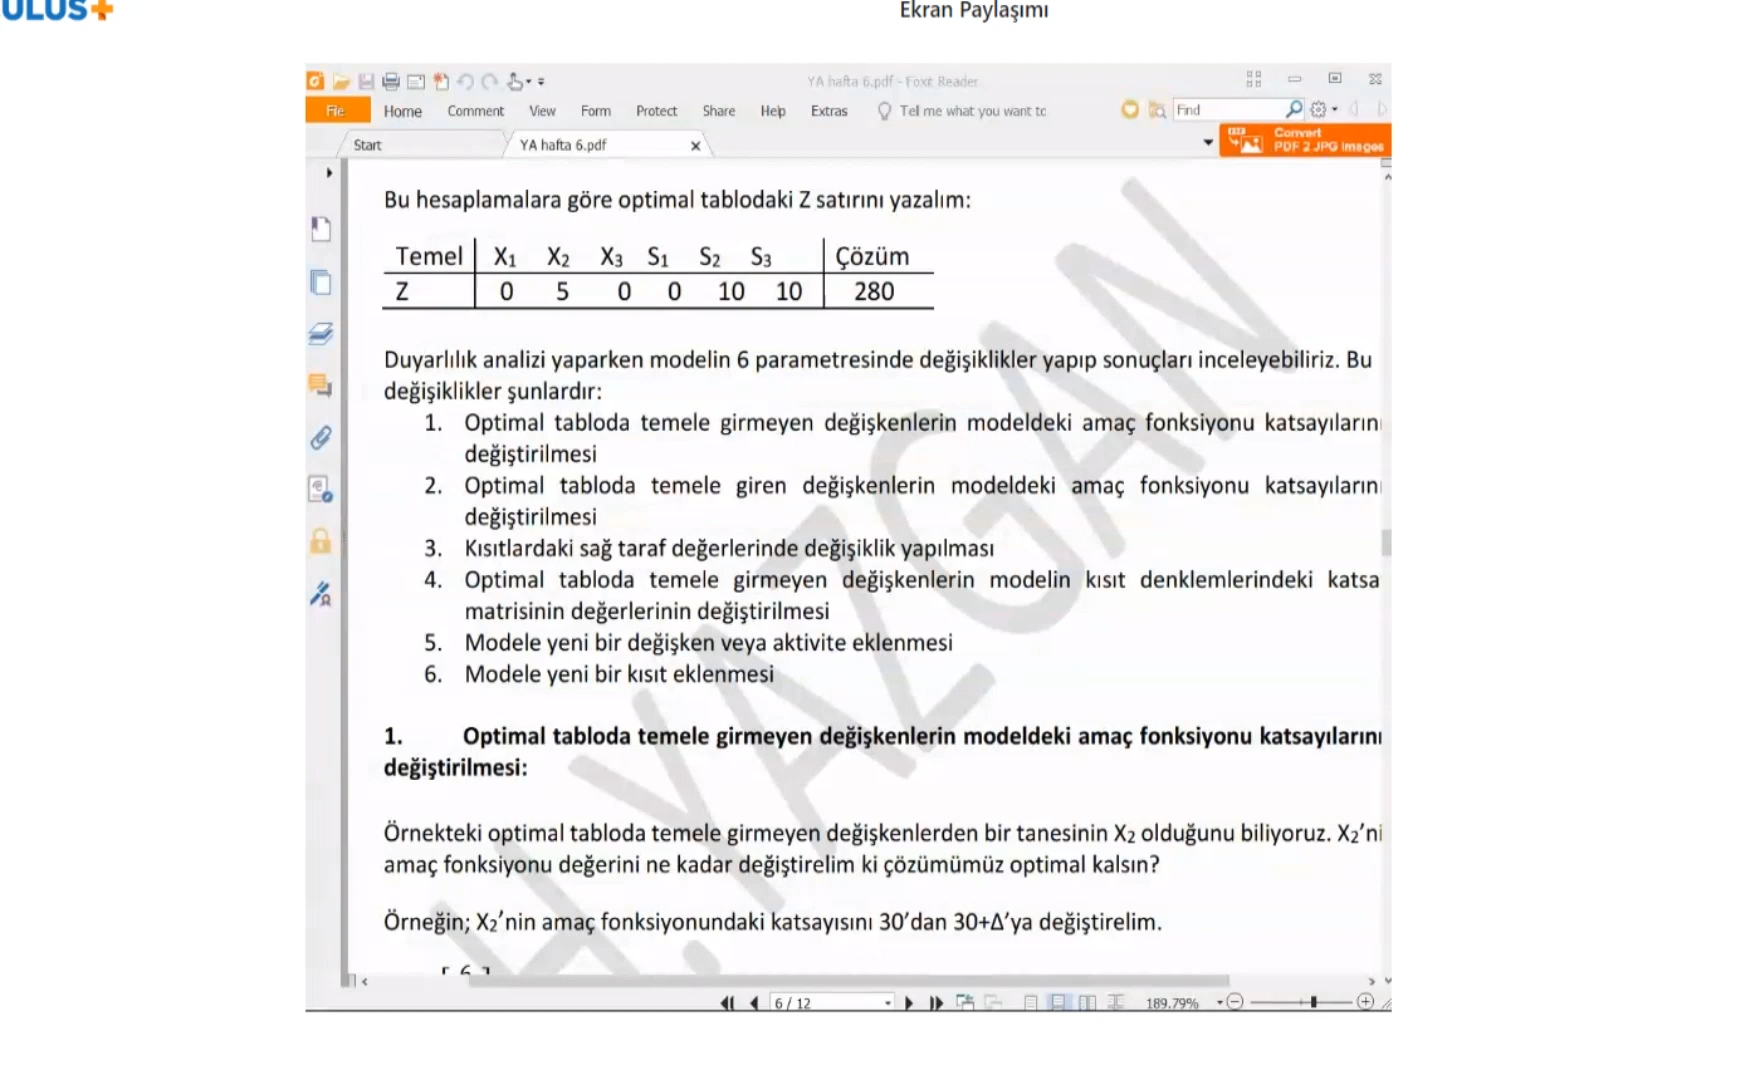 ULUS+
Ekran Paylaşımı
YA hafta 6.pdf - Foxit Reader
File Home Comment View Form Protect Share Help Extras Tell me what you want to Find
Start YA hafta 6.pdf
Convert
PDF 2 JPG Images
Bu hesaplamalara göre optimal tablodaki Z satırını yazalım:
Temel X₁ X₂ X₃ S₁ S₂ S₃ Çözüm
Z 0 5 0 0 10 10 280
Duyarlılık analizi yaparken modelin 6 parametresinde değişiklikler yapıp sonuçları inceleyebiliriz. Bu
değişiklikler şunlardır:
1. Optimal tabloda temele girmeyen değişkenlerin modeldeki amaç fonksiyonu katsayılarını
değiştirilmesi
2. Optimal tabloda temele giren değişkenlerin modeldeki amaç fonksiyonu katsayılarını
değiştirilmesi
3. Kısıtlardaki sağ taraf değerlerinde değişiklik yapılması
4. Optimal tabloda temele girmeyen değişkenlerin modelin kısıt denklemlerindeki katsa
matrisinin değerlerinin değiştirilmesi
5. Modele yeni bir değişken veya aktivite eklenmesi
6. Modele yeni bir kısıt eklenmesi
1. Optimal tabloda temele girmeyen değişkenlerin modeldeki amaç fonksiyonu katsayılarını
değiştirilmesi:
Örnekteki optimal tabloda temele girmeyen değişkenlerden bir tanesinin X₂ olduğunu biliyoruz. X₂'ni
amaç fonksiyonu değerini ne kadar değiştirelim ki çözümümüz optimal kalsın?
Örneğin; X₂'nin amaç fonksiyonundaki katsayısını 30'dan 30+Δ'ya değiştirelim.
[ 6 ]
H.YAZGAN
6 / 12 189.79%